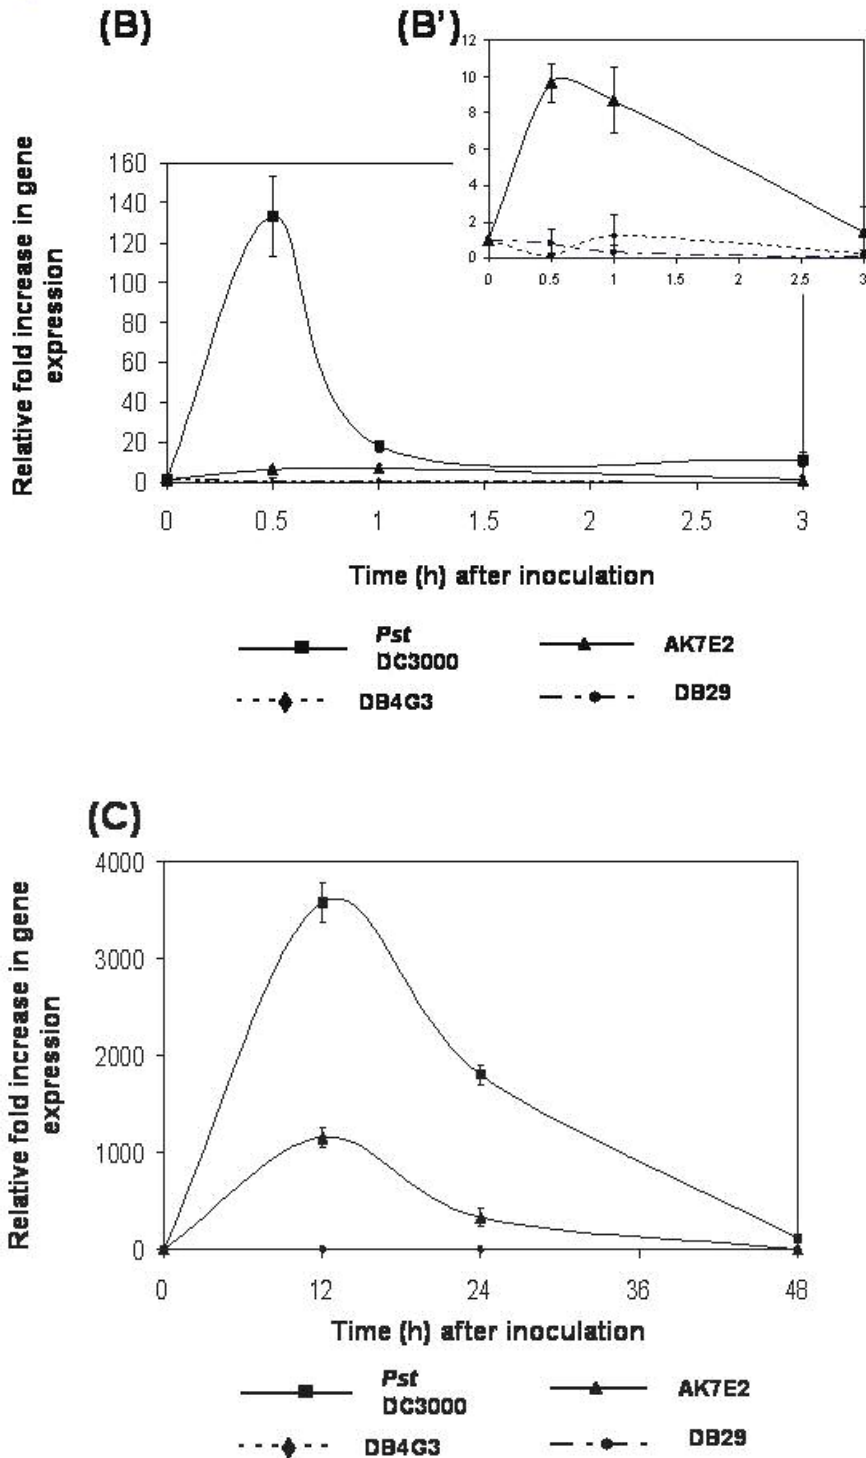 (B)
(B')
12
10
8
6
4
2
0
0 0.5 1 1.5 2 2.5 3
Relative fold increase in gene
expression
160
140
120
100
80
60
40
20
0
0 0.5 1 1.5 2 2.5 3
Time (h) after inoculation
Pst
DC3000
AK7E2
DB4G3
DB29
(C)
Relative fold increase in gene
expression
4000
3000
2000
1000
0
0 12 24 36 48
Time (h) after inoculation
Pst
DC3000
AK7E2
DB4G3
DB29